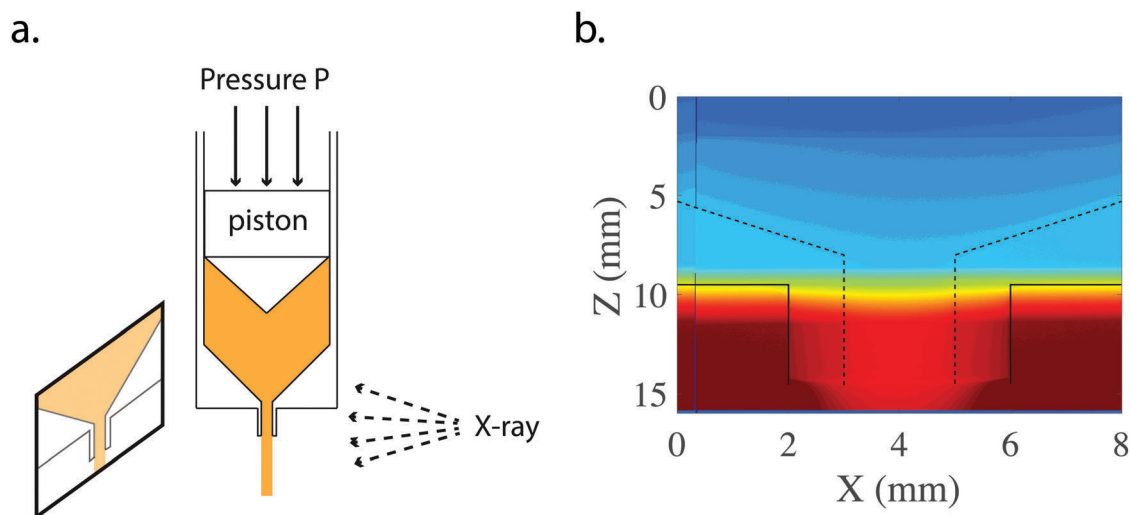 a.
Pressure P
piston
X-ray
b.
0
5
10
15
Z (mm)
0 2 4 6 8
X (mm)